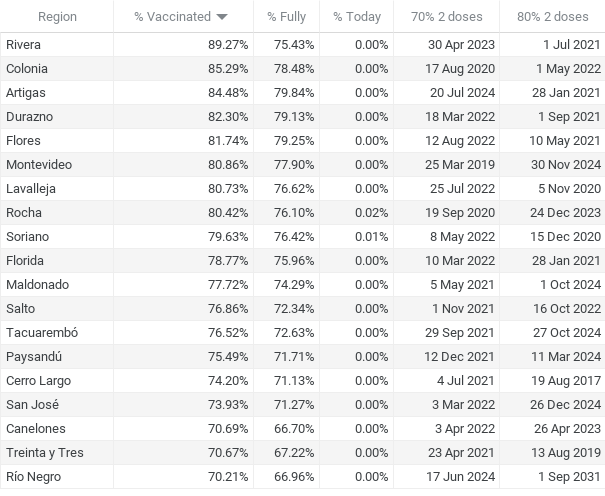 Region % Vaccinated % Fully % Today 70% 2 doses 80% 2 doses
Rivera 89.27% 75.43% 0.00% 30 Apr 2023 1 Jul 2021
Colonia 85.29% 78.48% 0.00% 17 Aug 2020 1 May 2022
Artigas 84.48% 79.84% 0.00% 20 Jul 2024 28 Jan 2021
Durazno 82.30% 79.13% 0.00% 18 Mar 2022 1 Sep 2021
Flores 81.74% 79.25% 0.00% 12 Aug 2022 10 May 2021
Montevideo 80.86% 77.90% 0.00% 25 Mar 2019 30 Nov 2024
Lavalleja 80.73% 76.62% 0.00% 25 Jul 2022 5 Nov 2020
Rocha 80.42% 76.10% 0.02% 19 Sep 2020 24 Dec 2023
Soriano 79.63% 76.42% 0.01% 8 May 2022 15 Dec 2020
Florida 78.77% 75.96% 0.00% 10 Mar 2022 28 Jan 2021
Maldonado 77.72% 74.29% 0.00% 5 May 2021 1 Oct 2024
Salto 76.86% 72.34% 0.00% 1 Nov 2021 16 Oct 2022
Tacuarembó 76.52% 72.63% 0.00% 29 Sep 2021 27 Oct 2024
Paysandú 75.49% 71.71% 0.00% 12 Dec 2021 11 Mar 2024
Cerro Largo 74.20% 71.13% 0.00% 4 Jul 2021 19 Aug 2017
San José 73.93% 71.27% 0.00% 3 Mar 2022 26 Dec 2024
Canelones 70.69% 66.70% 0.00% 3 Apr 2022 26 Apr 2023
Treinta y Tres 70.67% 67.22% 0.00% 23 Apr 2021 13 Aug 2019
Río Negro 70.21% 66.96% 0.00% 17 Jun 2024 1 Sep 2031